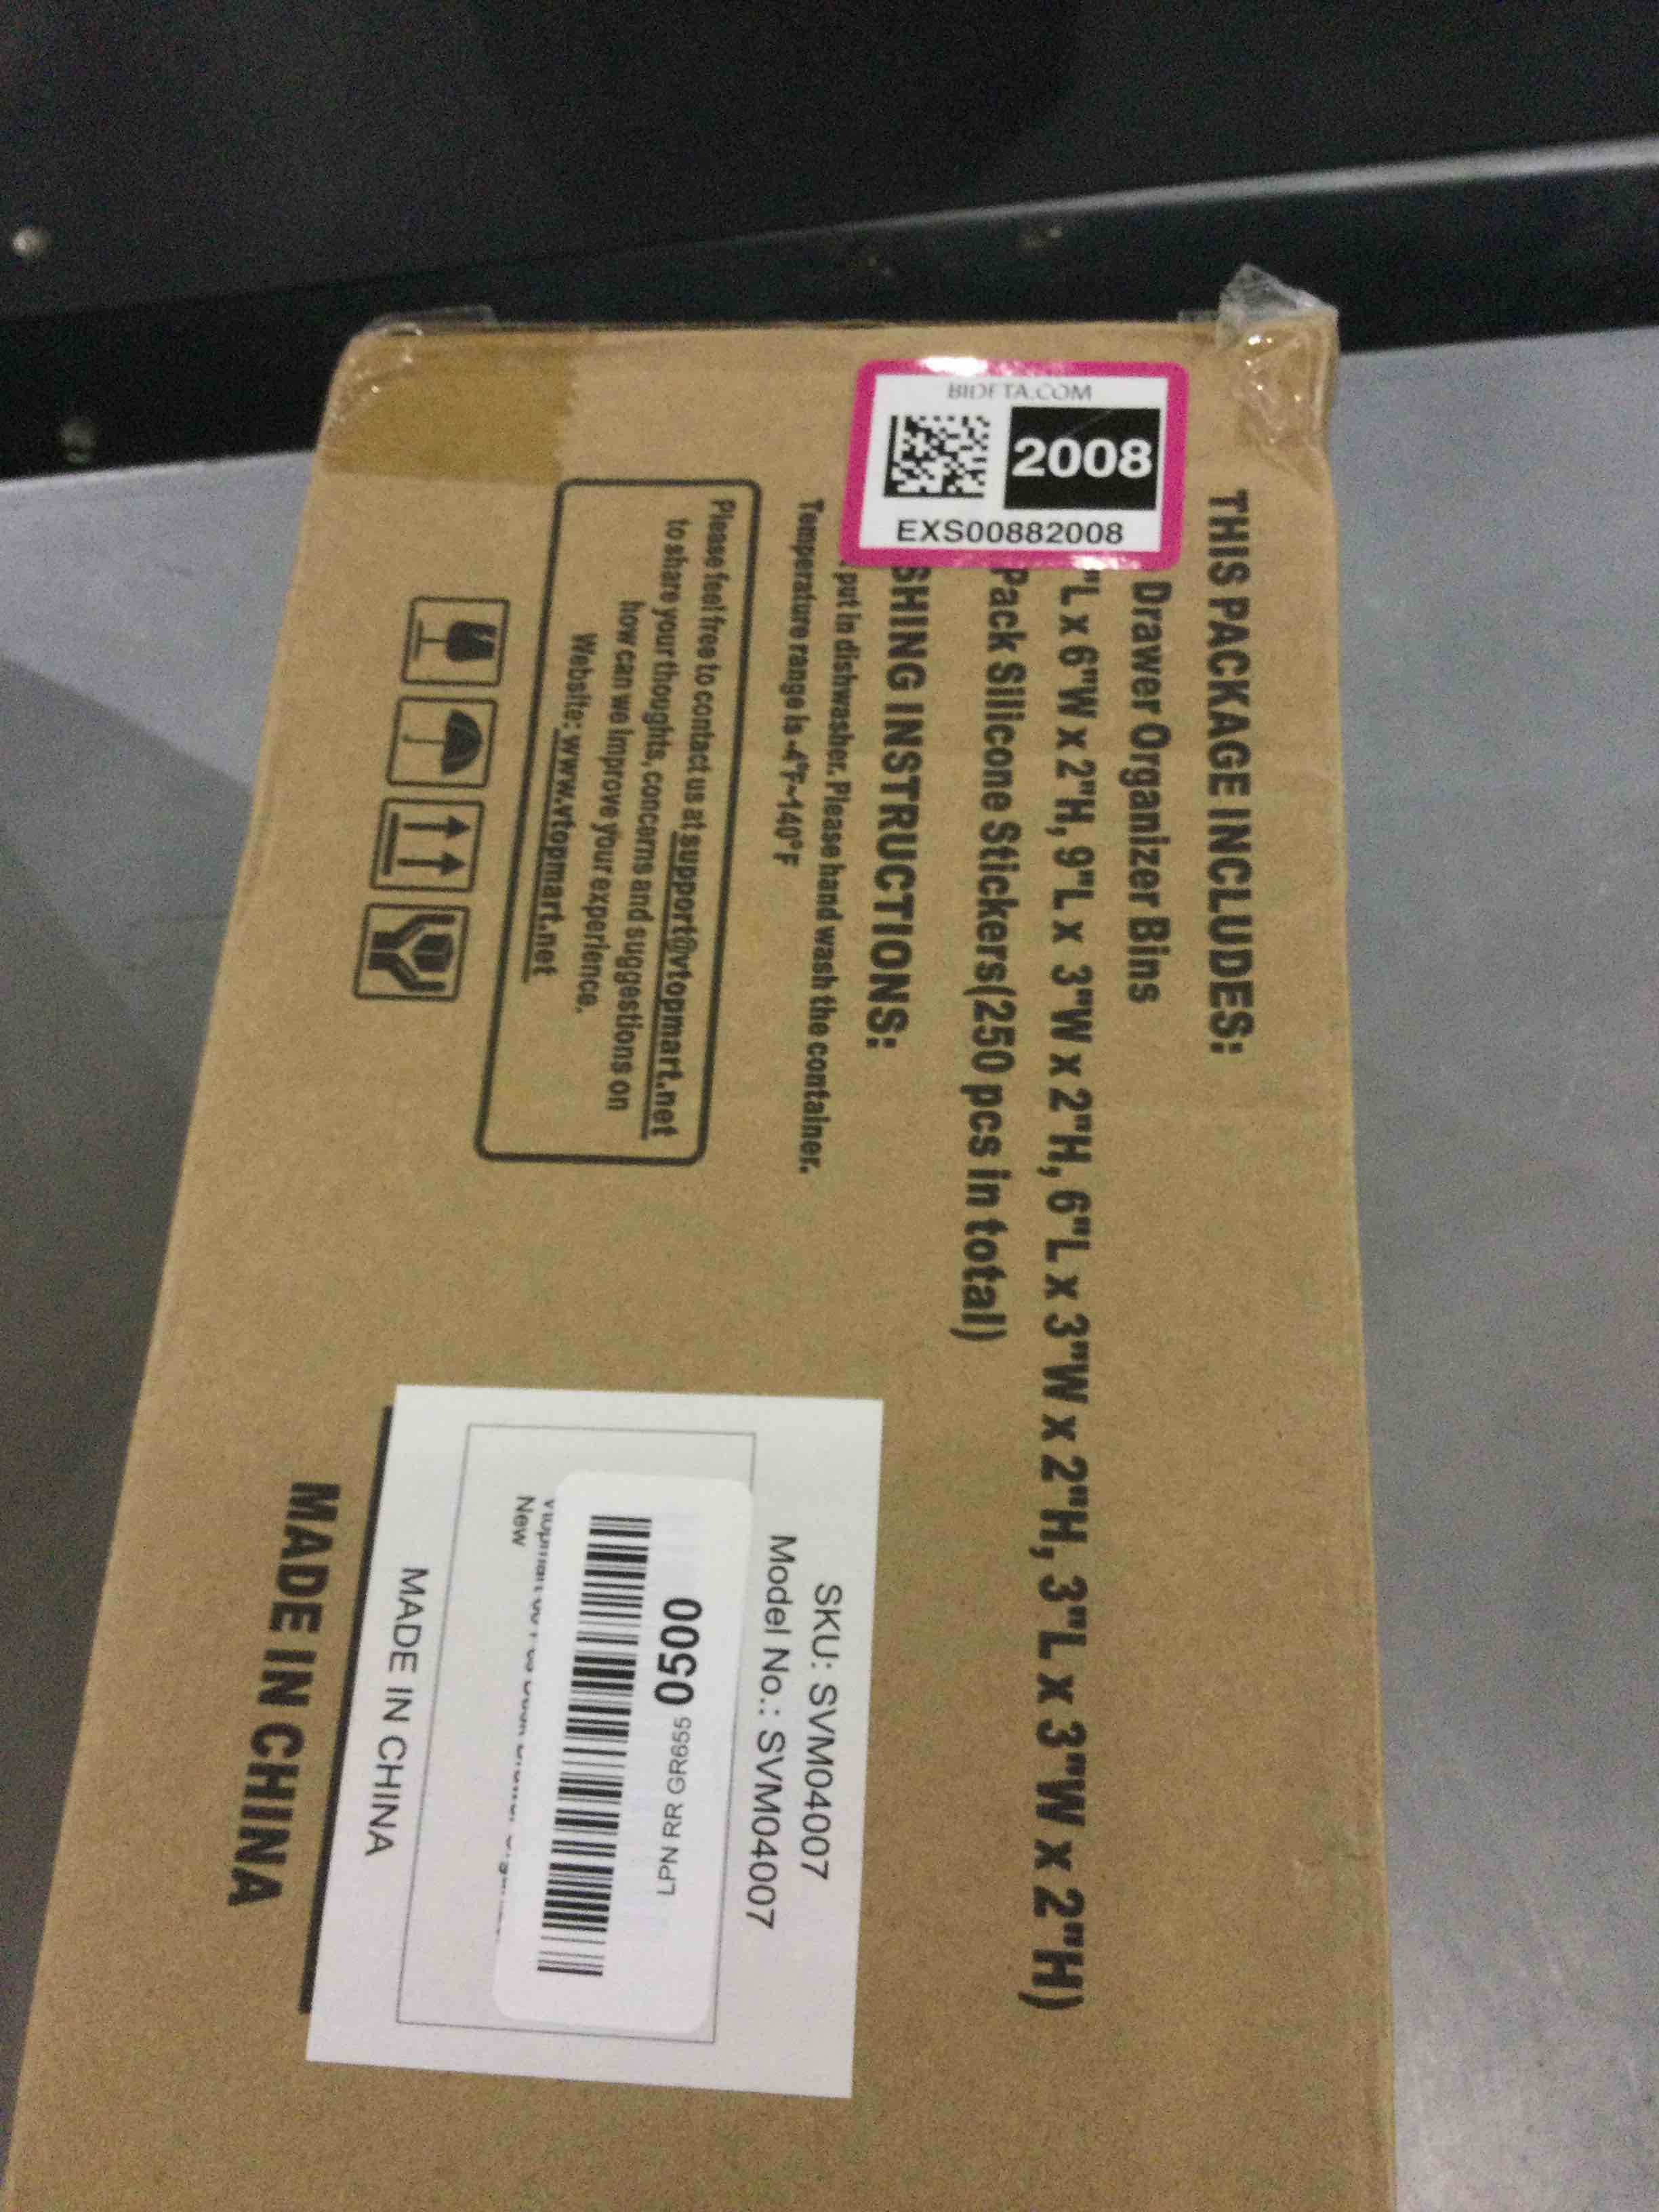 BIDFTA.COM
2008
EXS00882008
THIS PACKAGE INCLUDES:
Drawer Organizer Bins
"L x 6"W x 2"H, 9"L x 3"W x 2"H, 6"L x 3"W x 2"H, 3"L x 3"W x 2"H)
Pack Silicone Stickers(250 pcs in total)
SHING INSTRUCTIONS:
put in dishwasher. Please hand wash the container.
Temperature range is -4°F~140°F
Please feel free to contact us at support@vtopmart.net
to share your thoughts, concerns and suggestions on
how can we improve your experience.
Website: www.vtopmart.net
SKU: SVM04007
Model No.: SVM04007
LPN RR GR655 0500
New
MADE IN CHINA
MADE IN CHINA